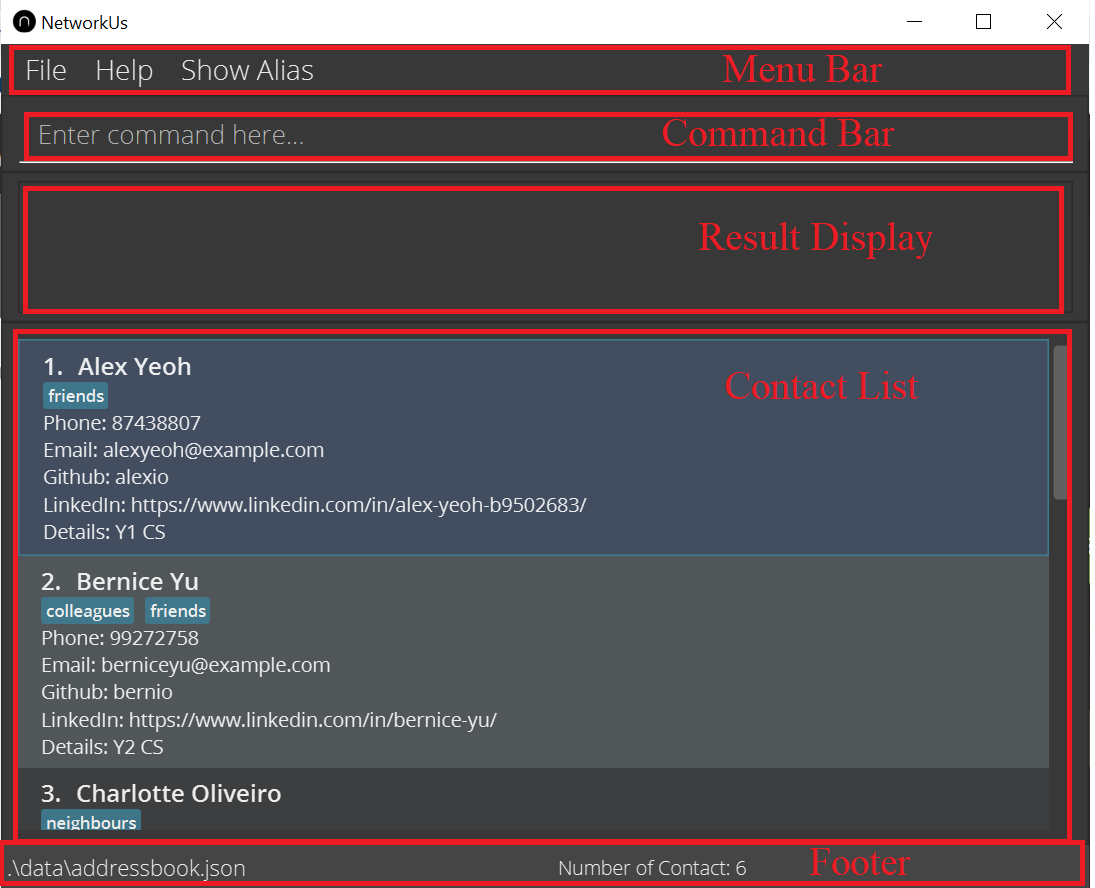 NetworkUs
File Help Show Alias Menu Bar
Enter command here... Command Bar
Result Display
1. Alex Yeoh
Contact List
friends
Phone: 87438807
Email: alexyeoh@example.com
Github: alexio
LinkedIn: https://www.linkedin.com/in/alex-yeoh-b9502683/
Details: Y1 CS
2. Bernice Yu
colleagues friends
Phone: 99272758
Email: berniceyu@example.com
Github: bernio
LinkedIn: https://www.linkedin.com/in/bernice-yu/
Details: Y2 CS
3. Charlotte Oliveiro
neighbours
.\data\addressbook.json Number of Contact: 6 Footer